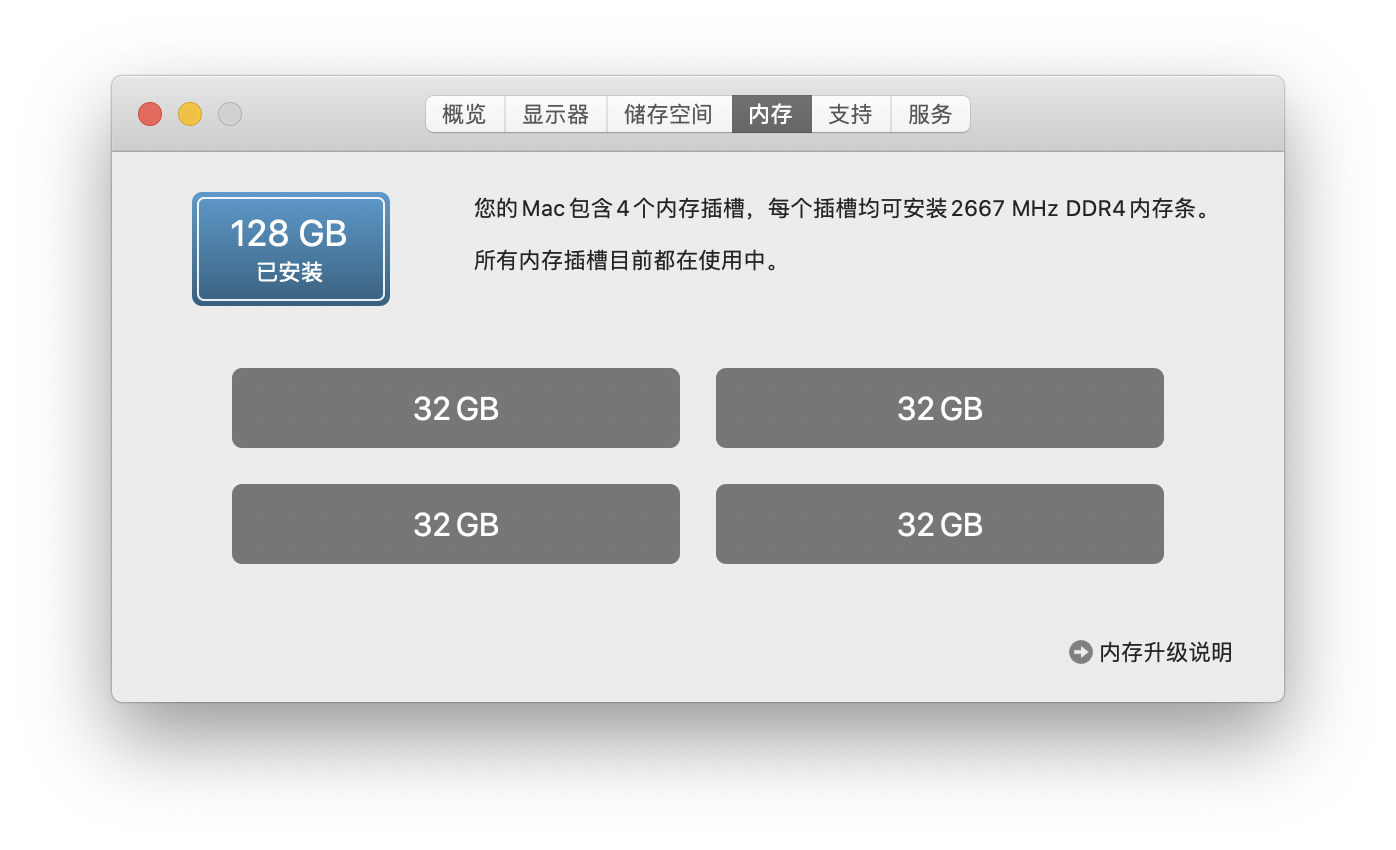 概览 显示器 储存空间 内存 支持 服务
128 GB
已安装
您的 Mac 包含 4 个内存插槽，每个插槽均可安装 2667 MHz DDR4 内存条。
所有内存插槽目前都在使用中。
32 GB 32 GB
32 GB 32 GB
内存升级说明